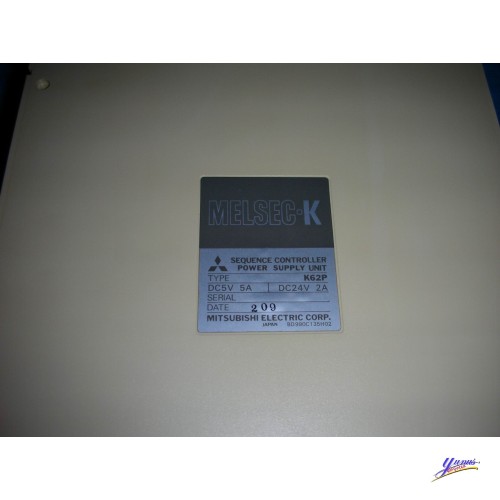 MELSEC-K
SEQUENCE CONTROLLER
POWER SUPPLY UNIT
TYPE K62P
DC5V 5A DC24V 2A
SERIAL
DATE 209
MITSUBISHI ELECTRIC CORP.
JAPAN
yunus